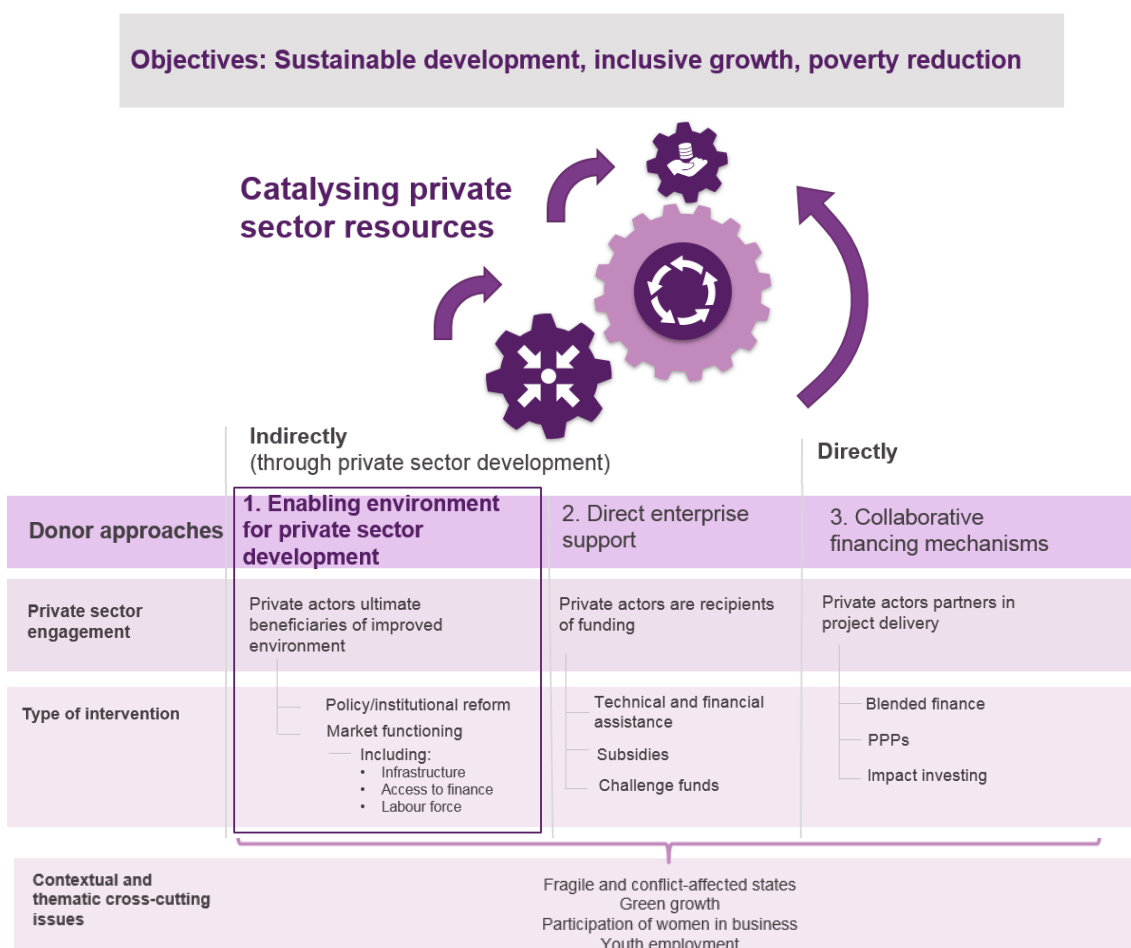 Objectives: Sustainable development, inclusive growth, poverty reduction
Catalysing private
sector resources
Indirectly
(through private sector development)
Directly
Donor approaches
1. Enabling environment
for private sector
development
2. Direct enterprise
support
3. Collaborative
financing mechanisms
Private sector
engagement
Private actors ultimate
beneficiaries of improved
environment
Private actors are recipients
of funding
Private actors partners in
project delivery
Type of intervention
Policy/institutional reform
Market functioning
Including:
• Infrastructure
• Access to finance
• Labour force
Technical and financial
assistance
Subsidies
Challenge funds
Blended finance
PPPs
Impact investing
Contextual and
thematic cross-cutting
issues
Fragile and conflict-affected states
Green growth
Participation of women in business
Youth employment